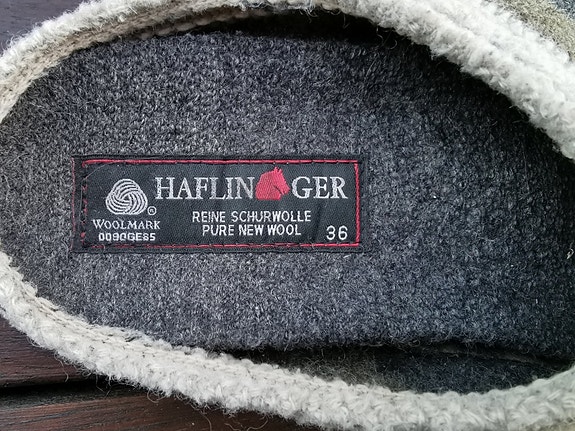 HAFLINGER
REINE SCHURWOLLE
PURE NEW WOOL
36
WOOLMARK
®
0090GE85